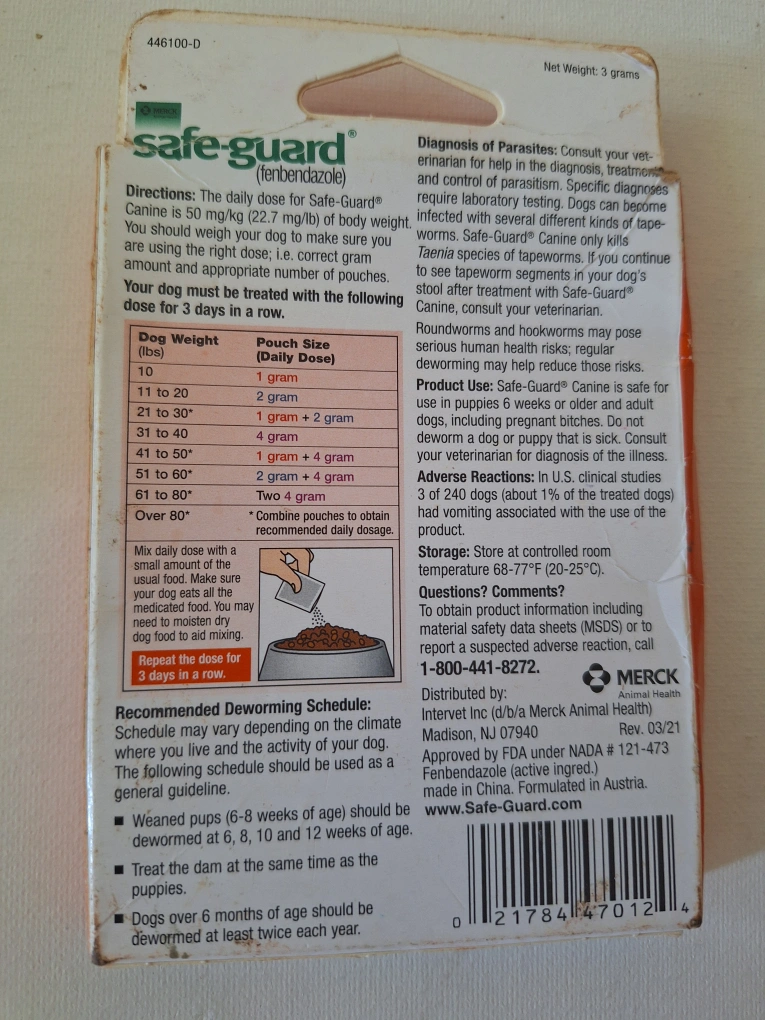 446100-D
Net Weight: 3 grams
MERCK
safe-guard®
(fenbendazole)
Directions: The daily dose for Safe-Guard®
Canine is 50 mg/kg (22.7 mg/lb) of body weight.
You should weigh your dog to make sure you
are using the right dose; i.e. correct gram
amount and appropriate number of pouches.
Your dog must be treated with the following
dose for 3 days in a row.
Dog Weight (lbs) Pouch Size (Daily Dose)
10 1 gram
11 to 20 2 gram
21 to 30* 1 gram + 2 gram
31 to 40 4 gram
41 to 50* 1 gram + 4 gram
51 to 60* 2 gram + 4 gram
61 to 80* Two 4 gram
Over 80* * Combine pouches to obtain
recommended daily dosage.
Mix daily dose with a
small amount of the
usual food. Make sure
your dog eats all the
medicated food. You may
need to moisten dry
dog food to aid mixing.
Repeat the dose for
3 days in a row.
Recommended Deworming Schedule:
Schedule may vary depending on the climate
where you live and the activity of your dog.
The following schedule should be used as a
general guideline.
■ Weaned pups (6-8 weeks of age) should be
dewormed at 6, 8, 10 and 12 weeks of age.
■ Treat the dam at the same time as the
puppies.
■ Dogs over 6 months of age should be
dewormed at least twice each year.
Diagnosis of Parasites: Consult your vet-
erinarian for help in the diagnosis, treatment
and control of parasitism. Specific diagnoses
require laboratory testing. Dogs can become
infected with several different kinds of tape-
worms. Safe-Guard® Canine only kills
Taenia species of tapeworms. If you continue
to see tapeworm segments in your dog's
stool after treatment with Safe-Guard®
Canine, consult your veterinarian.
Roundworms and hookworms may pose
serious human health risks; regular
deworming may help reduce those risks.
Product Use: Safe-Guard® Canine is safe for
use in puppies 6 weeks or older and adult
dogs, including pregnant bitches. Do not
deworm a dog or puppy that is sick. Consult
your veterinarian for diagnosis of the illness.
Adverse Reactions: In U.S. clinical studies
3 of 240 dogs (about 1% of the treated dogs)
had vomiting associated with the use of the
product.
Storage: Store at controlled room
temperature 68-77°F (20-25°C).
Questions? Comments?
To obtain product information including
material safety data sheets (MSDS) or to
report a suspected adverse reaction, call
1-800-441-8272.
MERCK
Animal Health
Distributed by:
Intervet Inc (d/b/a Merck Animal Health)
Madison, NJ 07940 Rev. 03/21
Approved by FDA under NADA # 121-473
Fenbendazole (active ingred.)
made in China. Formulated in Austria.
www.Safe-Guard.com
0 21784 47012 4